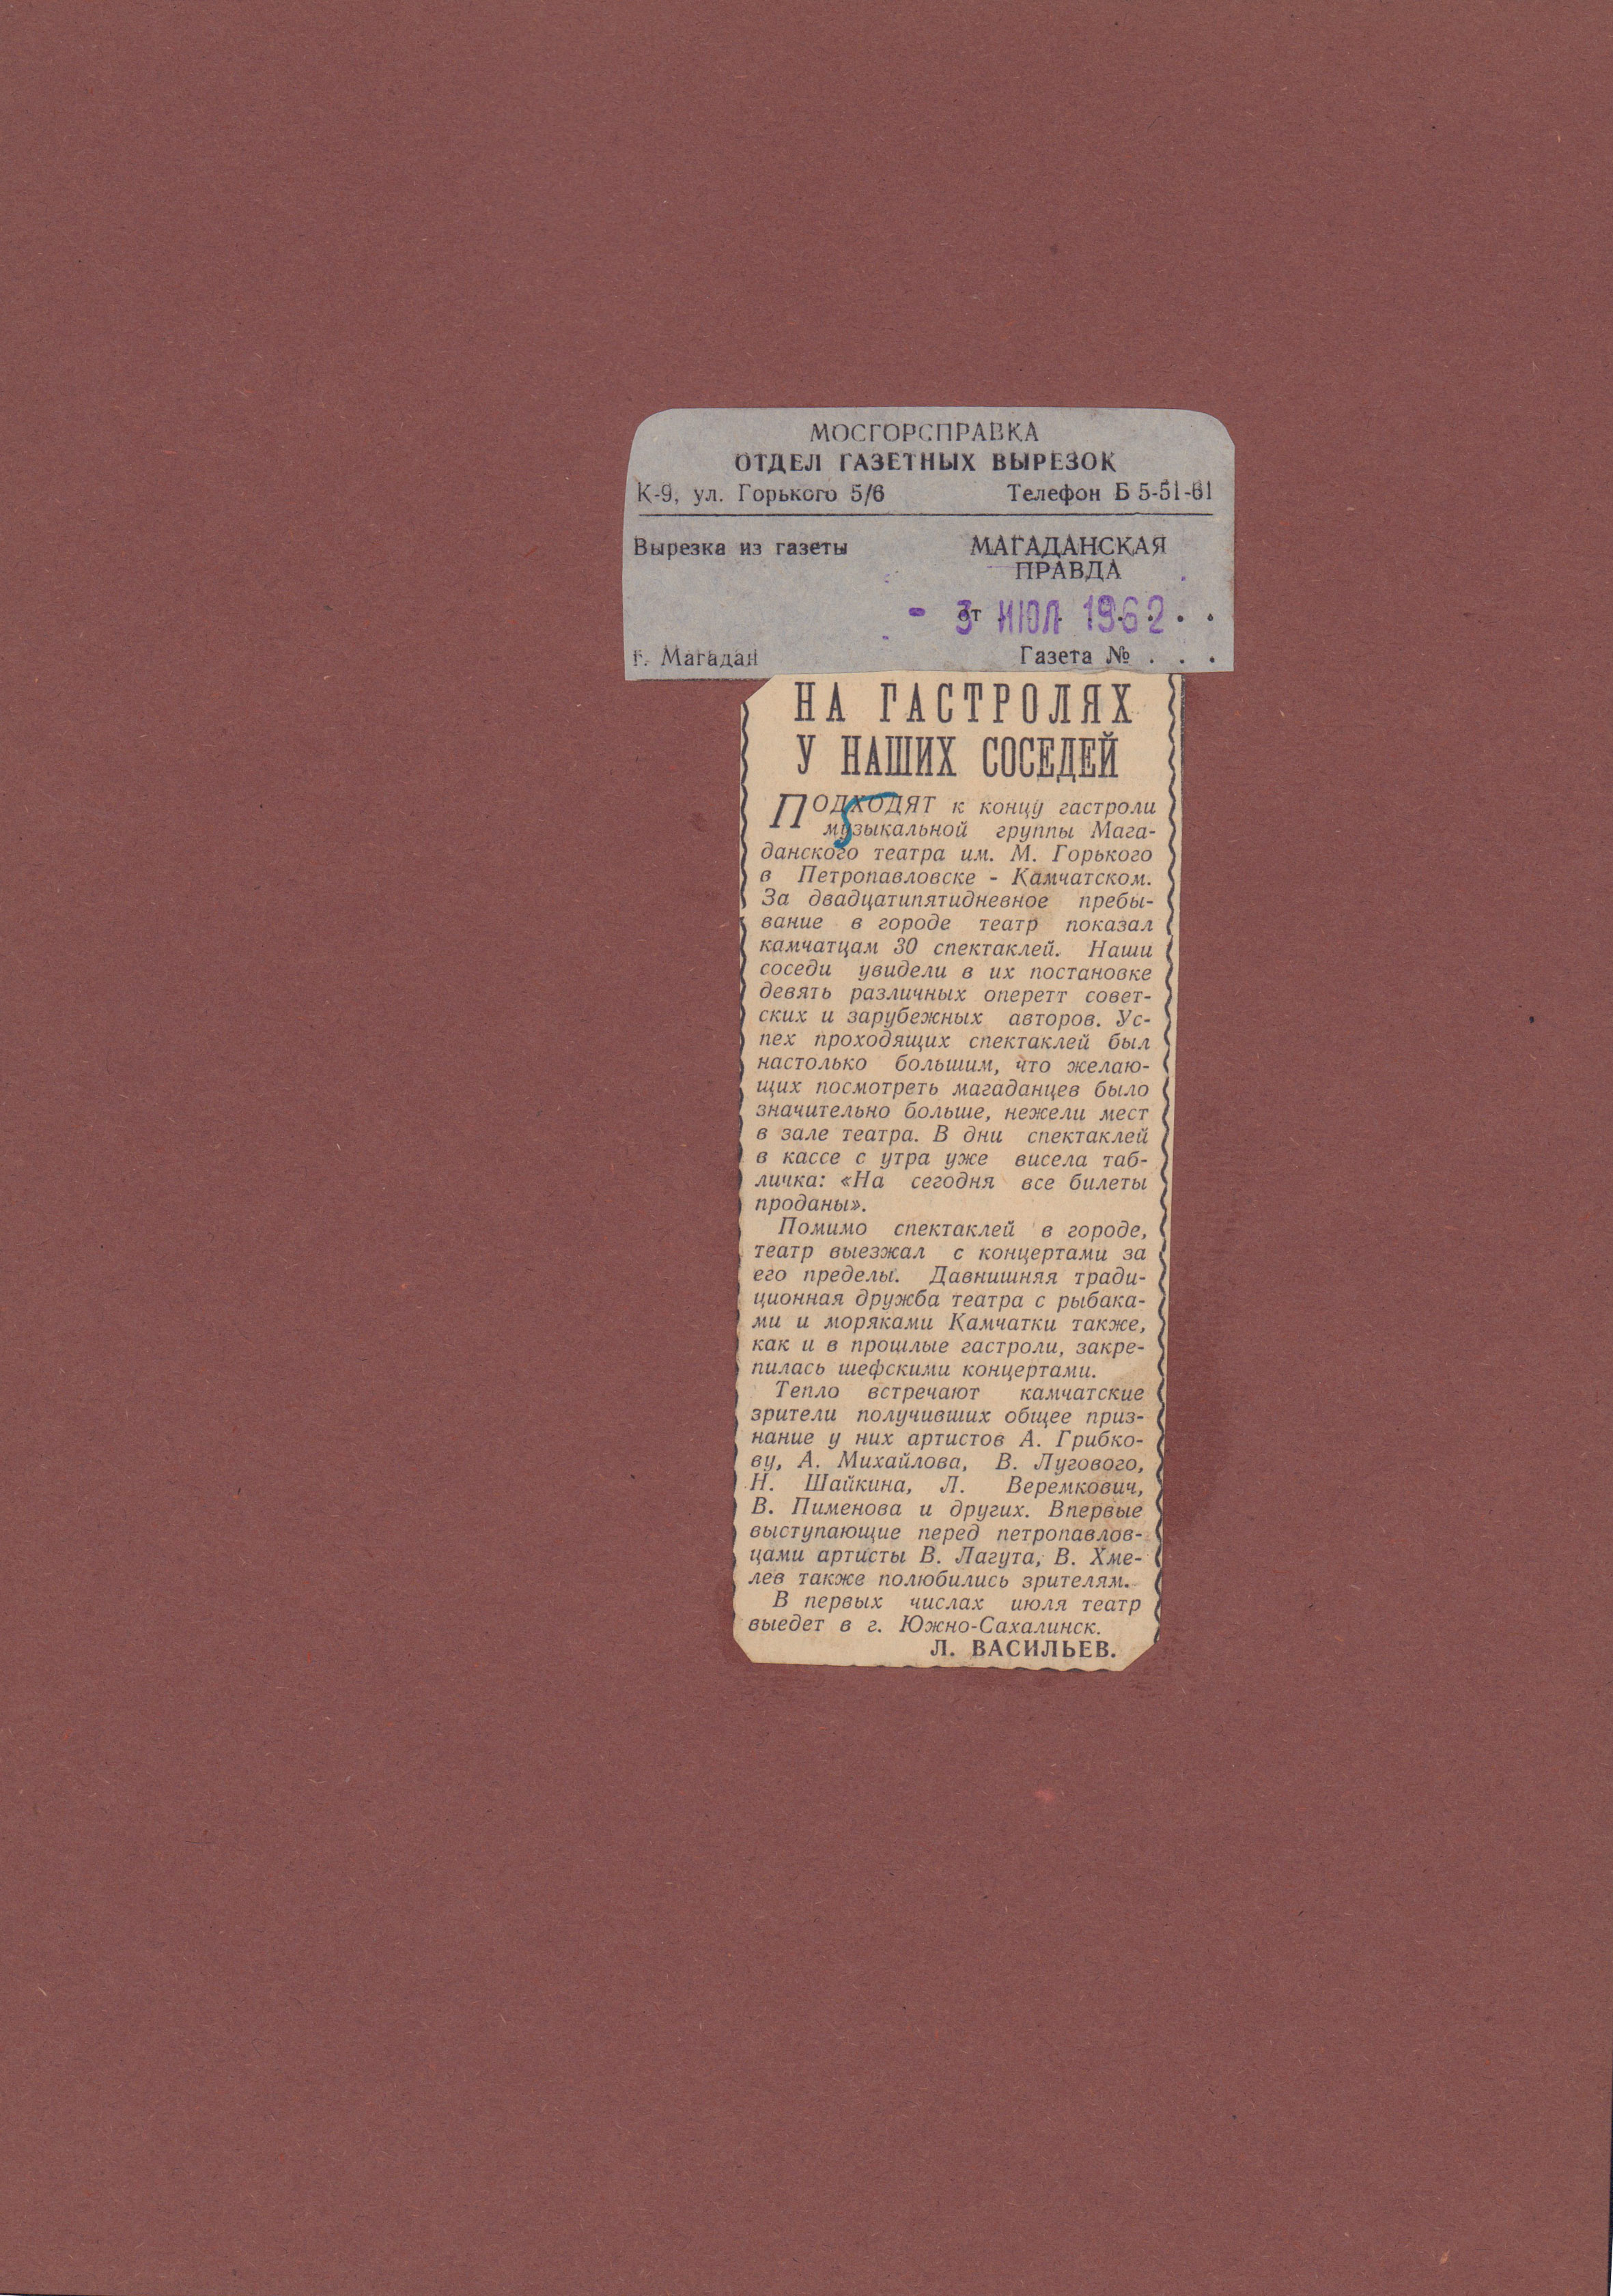 МОСГОРСПРАВКА
ОТДЕЛ ГАЗЕТНЫХ ВЫРЕЗОК
К-9, ул. Горького 5/6 Телефон Б 5-51-61
Вырезка из газеты МАГАДАНСКАЯ
ПРАВДА
от - 3 ИЮЛ 1962 . .
г. Магадан Газета № . . .
НА ГАСТРОЛЯХ
У НАШИХ СОСЕДЕЙ
ПОДХОДЯТ к концу гастроли
музыкальной группы Мага-
данского театра им. М. Горького
в Петропавловске - Камчатском.
За двадцатипятидневное пребы-
вание в городе театр показал
камчатцам 30 спектаклей. Наши
соседи увидели в их постановке
девять различных оперетт совет-
ских и зарубежных авторов. Ус-
пех проходящих спектаклей был
настолько большим, что желаю-
щих посмотреть магаданцев было
значительно больше, нежели мест
в зале театра. В дни спектаклей
в кассе с утра уже висела таб-
личка: «На сегодня все билеты
проданы».
Помимо спектаклей в городе,
театр выезжал с концертами за
его пределы. Давнишняя тради-
ционная дружба театра с рыбака-
ми и моряками Камчатки также,
как и в прошлые гастроли, закре-
пилась шефскими концертами.
Тепло встречают камчатские
зрители получивших общее приз-
нание у них артистов А. Грибко-
ву, А. Михайлова, В. Лугового,
Н. Шайкина, Л. Веремкович,
В. Пименова и других. Впервые
выступающие перед петропавлов-
цами артисты В. Лагута, В. Хме-
лев также полюбились зрителям.
В первых числах июля театр
выедет в г. Южно-Сахалинск.
Л. ВАСИЛЬЕВ.